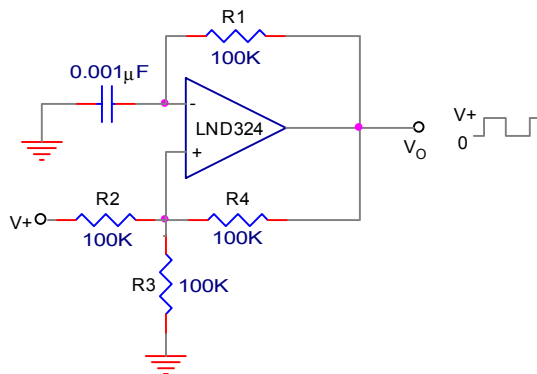 R1
100K
0.001µF
-
LND324
+
V+
0
VO
R2
R4
V+
100K
100K
R3
100K